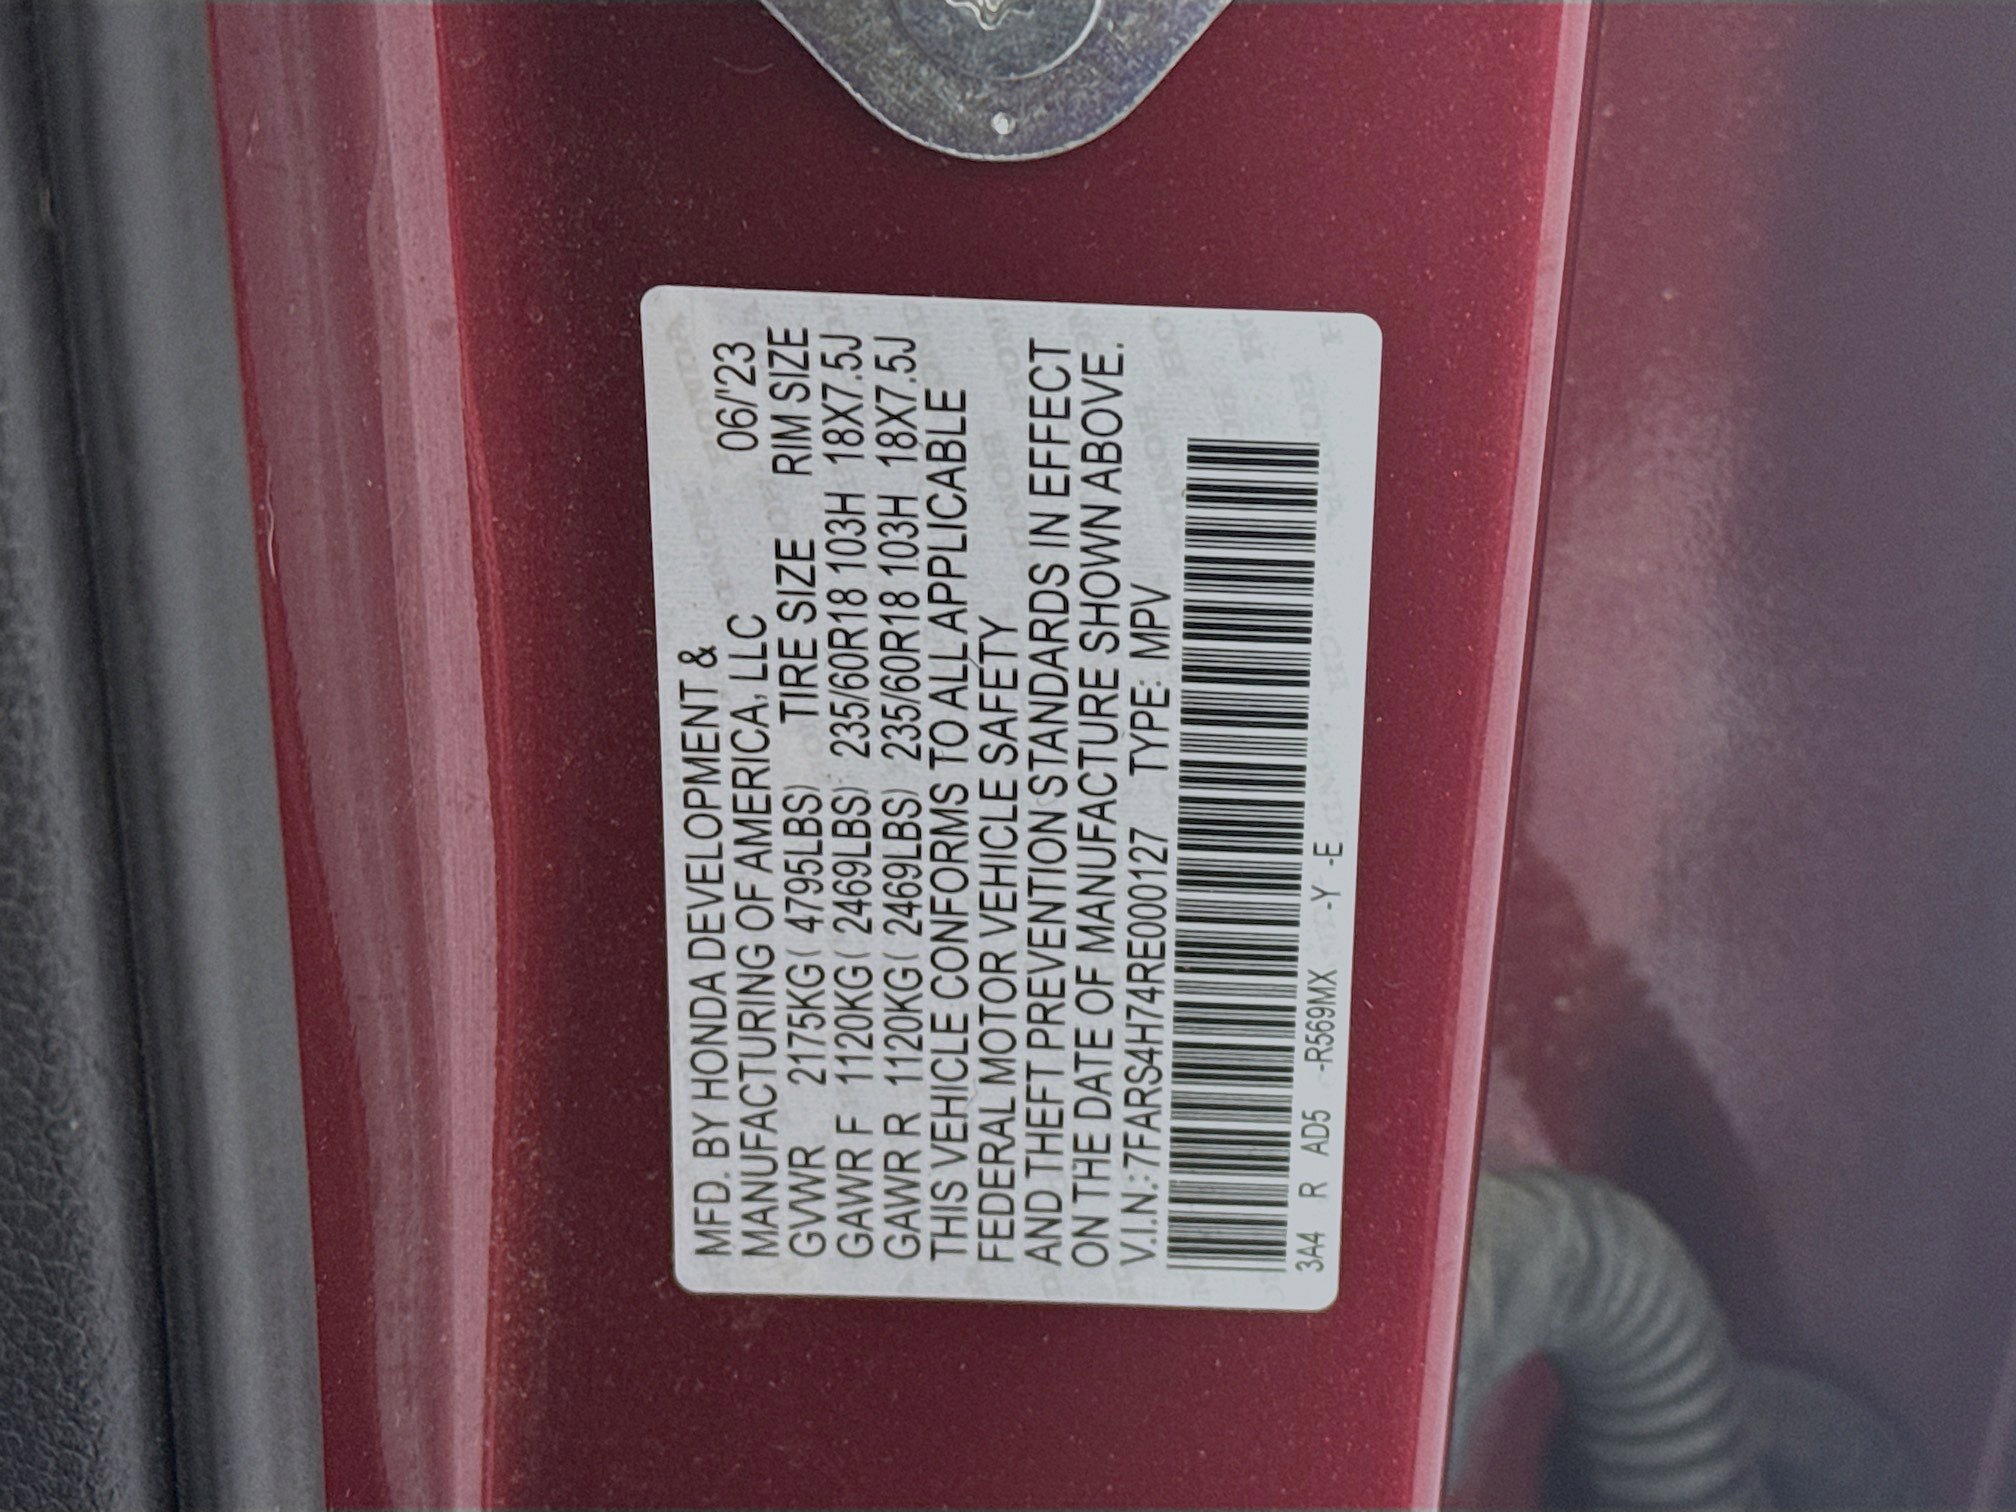 MFD. BY HONDA DEVELOPMENT &
MANUFACTURING OF AMERICA, LLC 06/'23
GVWR 2175KG( 4795LBS) TIRE SIZE RIM SIZE
GAWR F 1120KG( 2469LBS) 235/60R18 103H 18X7.5J
GAWR R 1120KG( 2469LBS) 235/60R18 103H 18X7.5J
THIS VEHICLE CONFORMS TO ALL APPLICABLE
FEDERAL MOTOR VEHICLE SAFETY
AND THEFT PREVENTION STANDARDS IN EFFECT
ON THE DATE OF MANUFACTURE SHOWN ABOVE.
V.I.N.: 7FARS4H74RE000127 TYPE: MPV
3A4 R AD5 -R569MX -Y -E